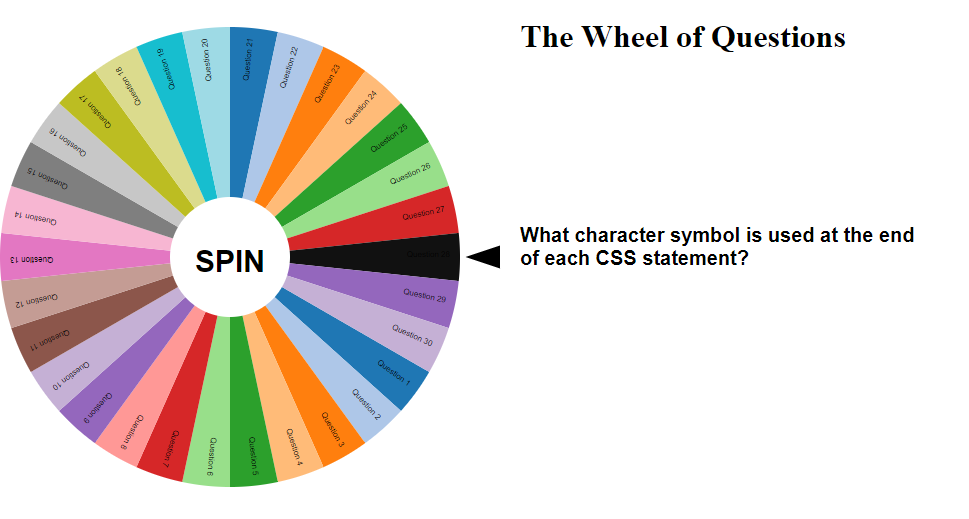 The Wheel of Questions
What character symbol is used at the end
of each CSS statement?
SPIN
Question 1
Question 2
Question 3
Question 4
Question 5
Question 6
Question 7
Question 8
Question 9
Question 10
Question 11
Question 12
Question 13
Question 14
Question 15
Question 16
Question 17
Question 18
Question 19
Question 20
Question 21
Question 22
Question 23
Question 24
Question 25
Question 26
Question 27
Question 28
Question 29
Question 30